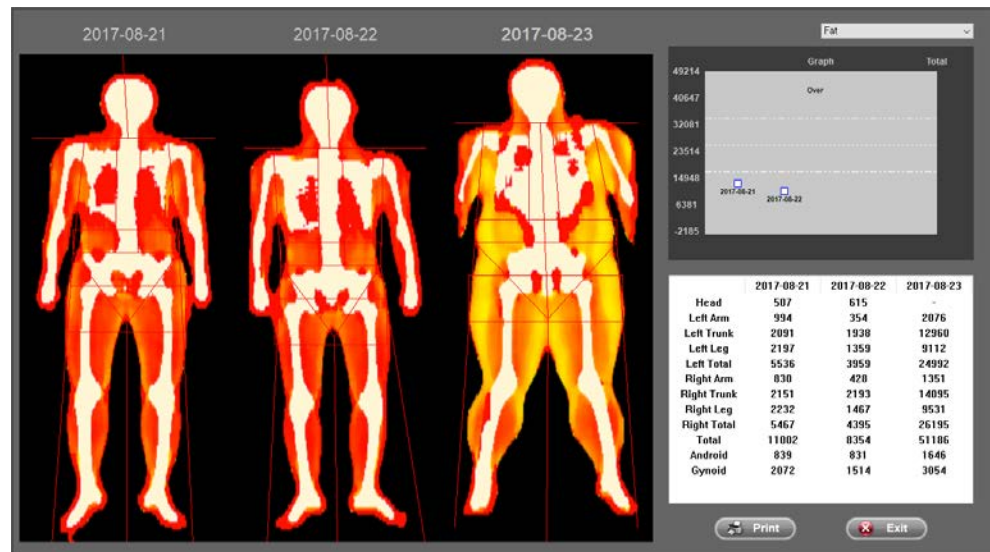 2017-08-21 2017-08-22 2017-08-23
Fat
Graph Total
49214
Over
40647
32081
23514
14948
2017-08-21
2017-08-22
6381
-2185
2017-08-21 2017-08-22 2017-08-23
Head 507 615 -
Left Arm 994 354 2076
Left Trunk 2091 1938 12960
Left Leg 2197 1359 9112
Left Total 5536 3959 24992
Right Arm 830 428 1351
Right Trunk 2151 2193 14095
Right Leg 2232 1467 9531
Right Total 5467 4395 26195
Total 11002 8354 51186
Android 839 831 1646
Gynoid 2072 1514 3054
Print Exit